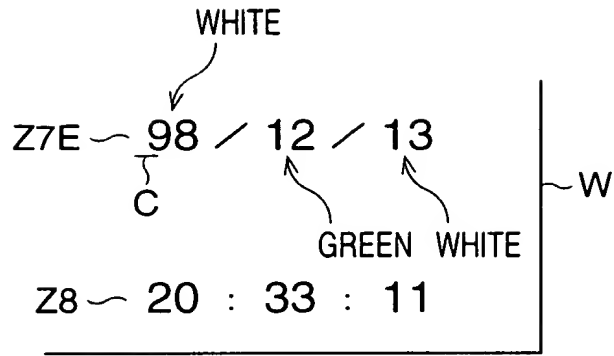 WHITE
Z7E 98 / 12 / 13
C
W
GREEN WHITE
Z8 20 : 33 : 11